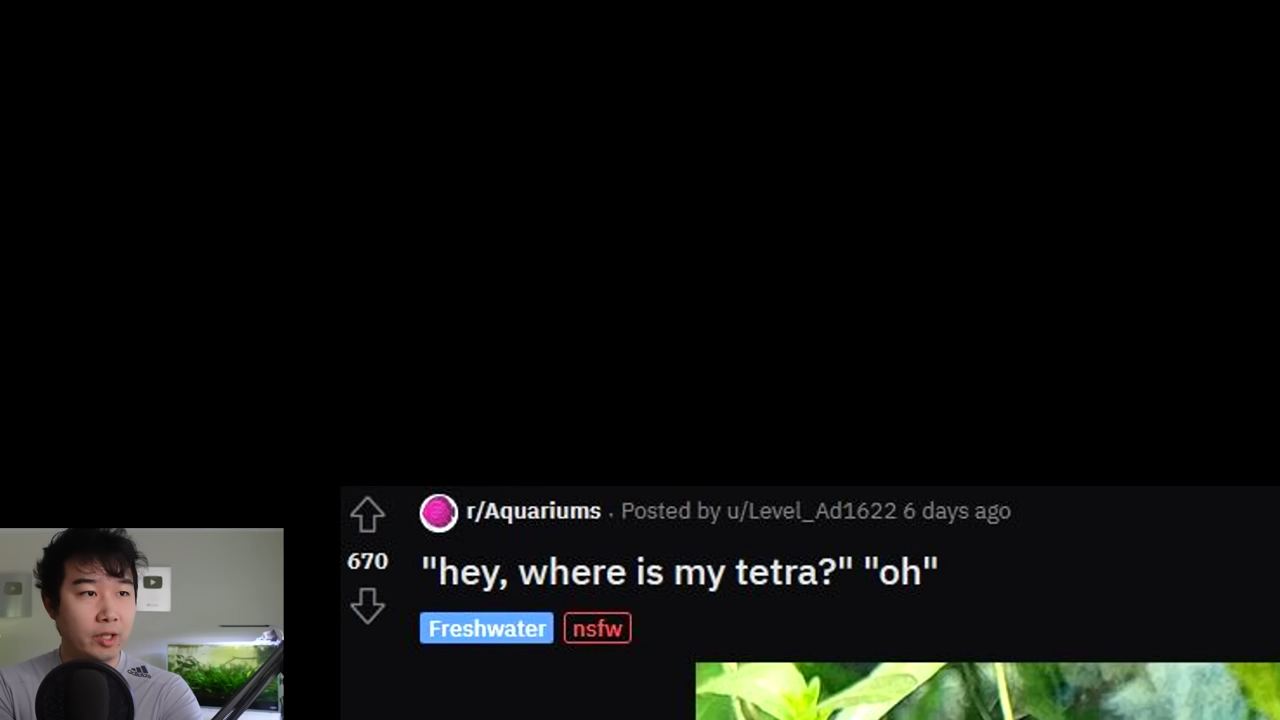 r/Aquariums · Posted by u/Level_Ad1622 6 days ago
670
"hey, where is my tetra?" "oh"
Freshwater nsfw